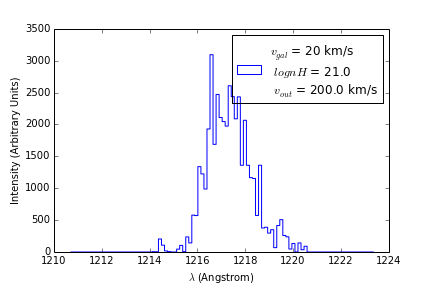 3500
3000
2500
2000
1500
1000
500
0
Intensity (Arbitrary Units)
v_gal = 20 km/s
lognH = 21.0
v_out = 200.0 km/s
1210 1212 1214 1216 1218 1220 1222 1224
λ (Angstrom)